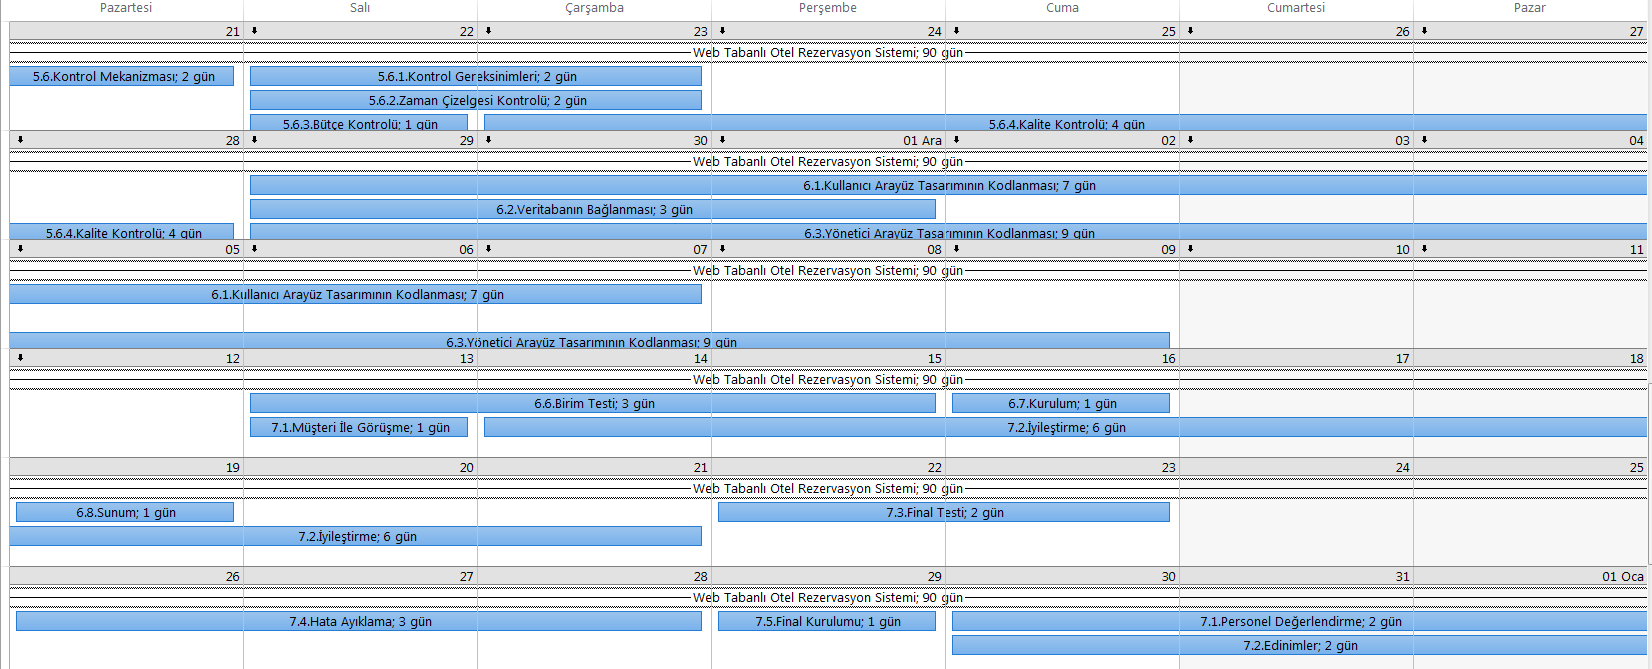 Pazartesi Salı Çarşamba Perşembe Cuma Cumartesi Pazar
21 22 23 24 25 26 27
Web Tabanlı Otel Rezervasyon Sistemi; 90 gün
5.6.Kontrol Mekanizması; 2 gün 5.6.1.Kontrol Gereksinimleri; 2 gün
5.6.2.Zaman Çizelgesi Kontrolü; 2 gün
5.6.3.Bütçe Kontrolü; 1 gün 5.6.4.Kalite Kontrolü; 4 gün
28 29 30 01 Ara 02 03 04
Web Tabanlı Otel Rezervasyon Sistemi; 90 gün
6.1.Kullanıcı Arayüz Tasarımının Kodlanması; 7 gün
6.2.Veritabanın Bağlanması; 3 gün
5.6.4.Kalite Kontrolü; 4 gün 6.3.Yönetici Arayüz Tasarımının Kodlanması; 9 gün
05 06 07 08 09 10 11
Web Tabanlı Otel Rezervasyon Sistemi; 90 gün
6.1.Kullanıcı Arayüz Tasarımının Kodlanması; 7 gün
6.3.Yönetici Arayüz Tasarımının Kodlanması; 9 gün
12 13 14 15 16 17 18
Web Tabanlı Otel Rezervasyon Sistemi; 90 gün
6.6.Birim Testi; 3 gün 6.7.Kurulum; 1 gün
7.1.Müşteri İle Görüşme; 1 gün 7.2.İyileştirme; 6 gün
19 20 21 22 23 24 25
Web Tabanlı Otel Rezervasyon Sistemi; 90 gün
6.8.Sunum; 1 gün 7.3.Final Testi; 2 gün
7.2.İyileştirme; 6 gün
26 27 28 29 30 31 01 Oca
Web Tabanlı Otel Rezervasyon Sistemi; 90 gün
7.4.Hata Ayıklama; 3 gün 7.5.Final Kurulumu; 1 gün 7.1.Personel Değerlendirme; 2 gün
7.2.Edinimler; 2 gün